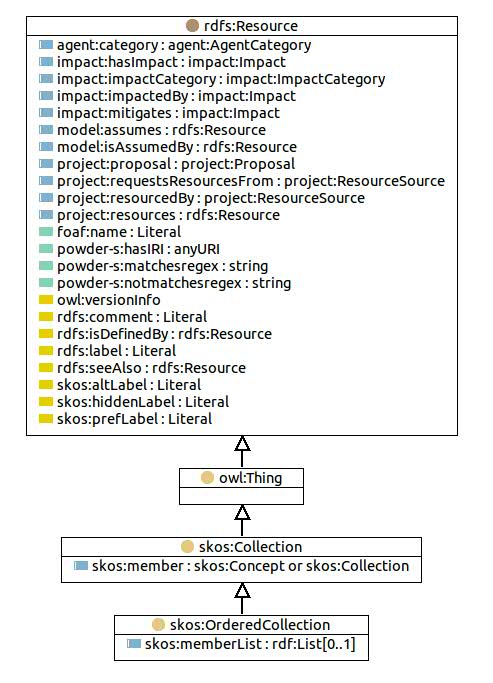 rdfs:Resource
agent:category : agent:AgentCategory
impact:hasImpact : impact:Impact
impact:impactCategory : impact:ImpactCategory
impact:impactedBy : impact:Impact
impact:mitigates : impact:Impact
model:assumes : rdfs:Resource
model:isAssumedBy : rdfs:Resource
project:proposal : project:Proposal
project:requestsResourcesFrom : project:ResourceSource
project:resourcedBy : project:ResourceSource
project:resources : rdfs:Resource
foaf:name : Literal
powder-s:hasIRI : anyURI
powder-s:matchesregex : string
powder-s:notmatchesregex : string
owl:versionInfo
rdfs:comment : Literal
rdfs:isDefinedBy : rdfs:Resource
rdfs:label : Literal
rdfs:seeAlso : rdfs:Resource
skos:altLabel : Literal
skos:hiddenLabel : Literal
skos:prefLabel : Literal
owl:Thing
skos:Collection
skos:member : skos:Concept or skos:Collection
skos:OrderedCollection
skos:memberList : rdf:List[0..1]